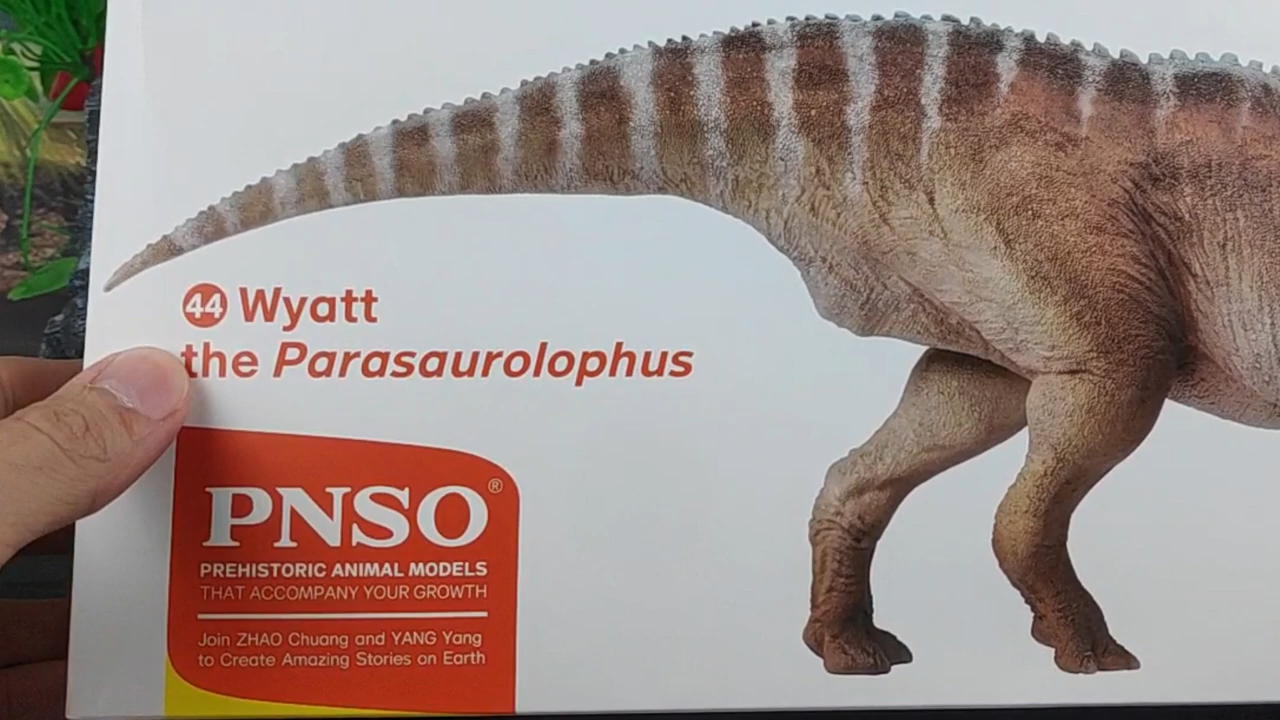 44 Wyatt
the Parasaurolophus
PNSO®
PREHISTORIC ANIMAL MODELS
THAT ACCOMPANY YOUR GROWTH
Join ZHAO Chuang and YANG Yang
to Create Amazing Stories on Earth